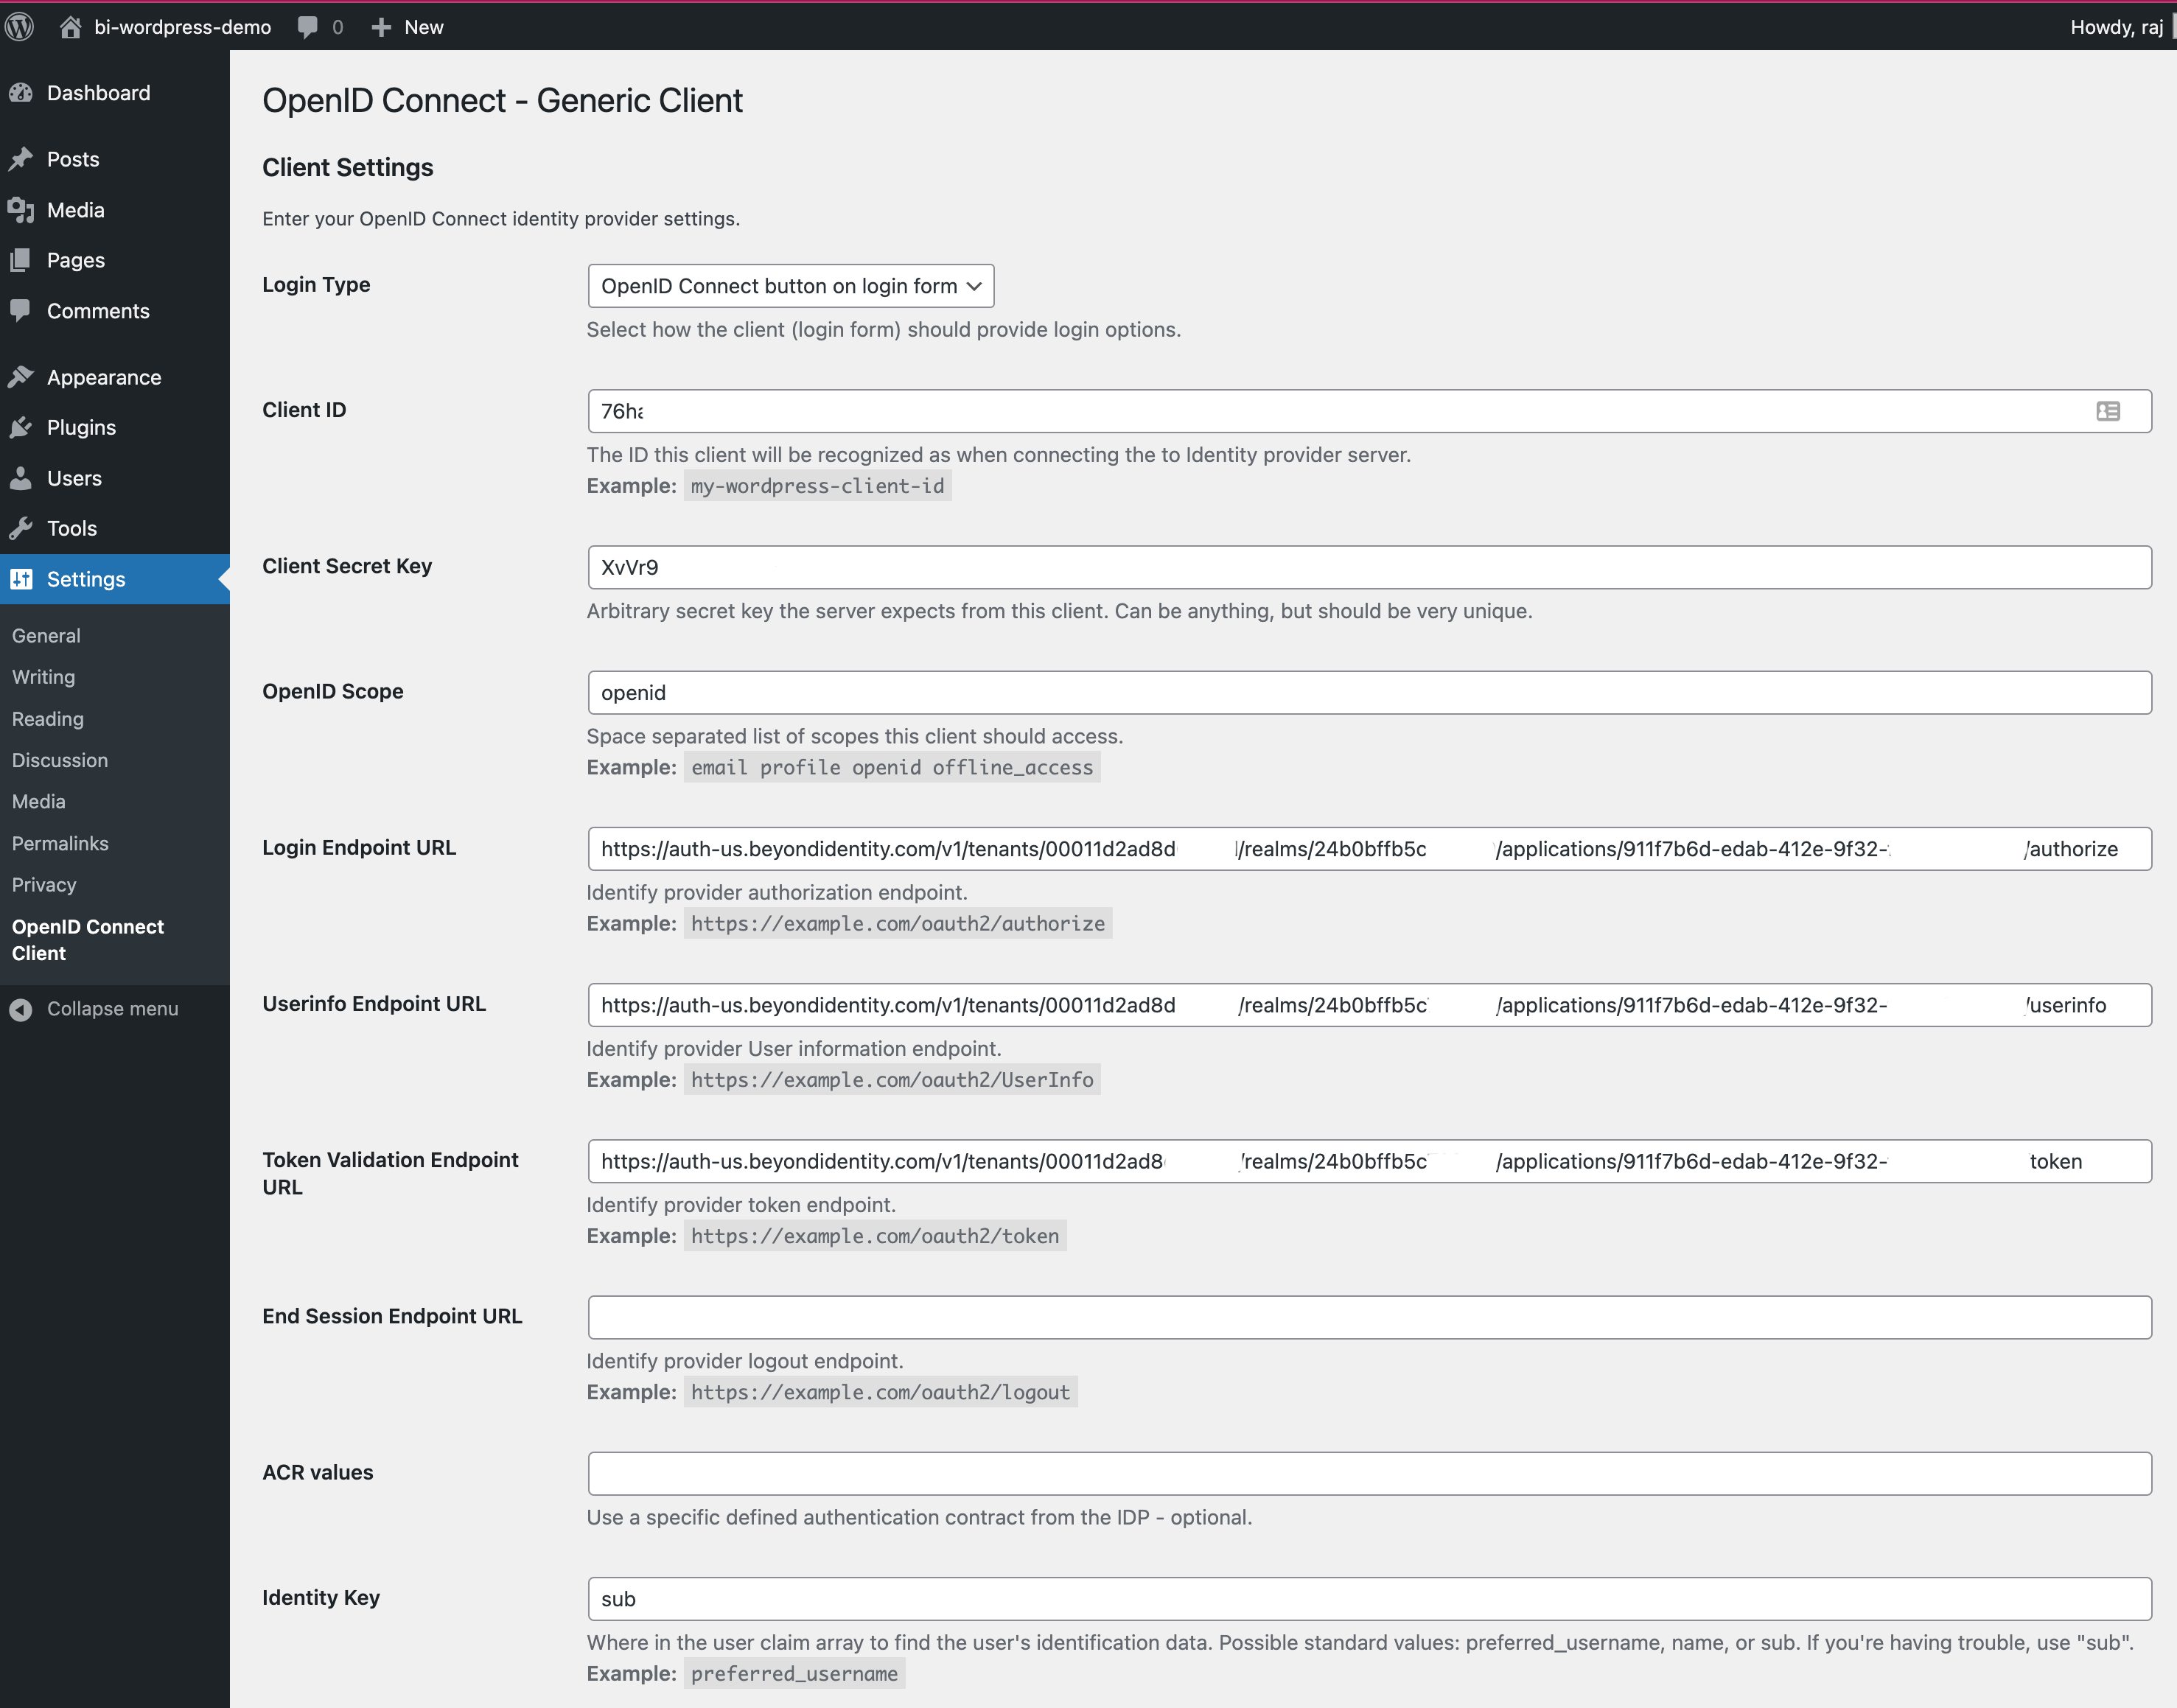 bi-wordpress-demo 0 New Howdy, raj
Dashboard
Posts
Media
Pages
Comments
Appearance
Plugins
Users
Tools
Settings
General
Writing
Reading
Discussion
Media
Permalinks
Privacy
OpenID Connect
Client
Collapse menu
OpenID Connect - Generic Client
Client Settings
Enter your OpenID Connect identity provider settings.
Login Type
OpenID Connect button on login form
Select how the client (login form) should provide login options.
Client ID
76ha
The ID this client will be recognized as when connecting the to Identity provider server.
Example: my-wordpress-client-id
Client Secret Key
XvVr9
Arbitrary secret key the server expects from this client. Can be anything, but should be very unique.
OpenID Scope
openid
Space separated list of scopes this client should access.
Example: email profile openid offline_access
Login Endpoint URL
https://auth-us.beyondidentity.com/v1/tenants/00011d2ad8d /realms/24b0bffb5c /applications/911f7b6d-edab-412e-9f32- /authorize
Identify provider authorization endpoint.
Example: https://example.com/oauth2/authorize
Userinfo Endpoint URL
https://auth-us.beyondidentity.com/v1/tenants/00011d2ad8d /realms/24b0bffb5c /applications/911f7b6d-edab-412e-9f32- /userinfo
Identify provider User information endpoint.
Example: https://example.com/oauth2/UserInfo
Token Validation Endpoint
URL
https://auth-us.beyondidentity.com/v1/tenants/00011d2ad8 /realms/24b0bffb5c /applications/911f7b6d-edab-412e-9f32- token
Identify provider token endpoint.
Example: https://example.com/oauth2/token
End Session Endpoint URL
Identify provider logout endpoint.
Example: https://example.com/oauth2/logout
ACR values
Use a specific defined authentication contract from the IDP - optional.
Identity Key
sub
Where in the user claim array to find the user's identification data. Possible standard values: preferred_username, name, or sub. If you're having trouble, use "sub".
Example: preferred_username